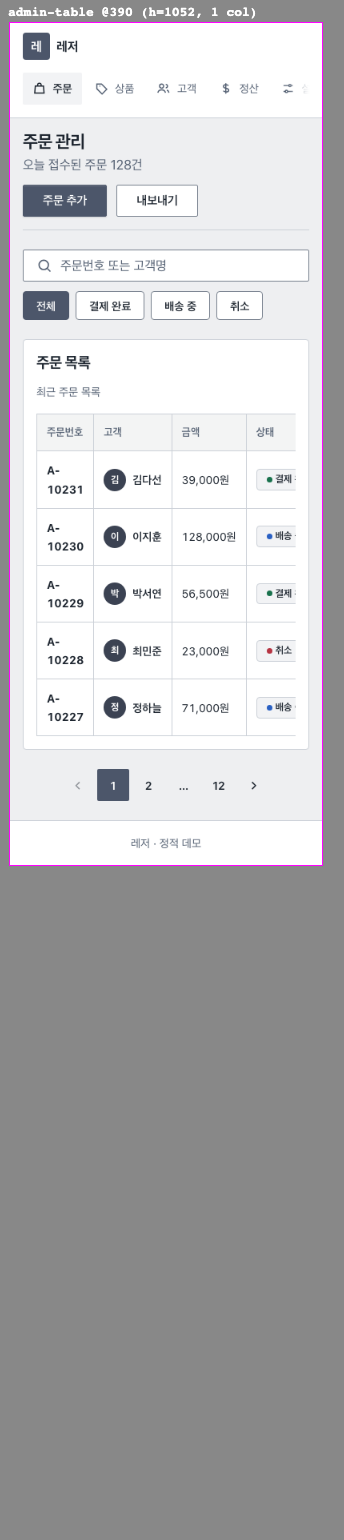 admin-table @390 (h=1052, 1 col)
레 레저
주문 상품 고객 정산
주문 관리
오늘 접수된 주문 128건
주문 추가 내보내기
주문번호 또는 고객명
전체 결제 완료 배송 중 취소
주문 목록
최근 주문 목록
주문번호 고객 금액 상태
A-
10231 김 김다선 39,000원 결제
A-
10230 이 이지훈 128,000원 배송
A-
10229 박 박서연 56,500원 결제
A-
10228 최 최민준 23,000원 취소
A-
10227 정 정하늘 71,000원 배송
1 2 ... 12
레저 · 정적 데모